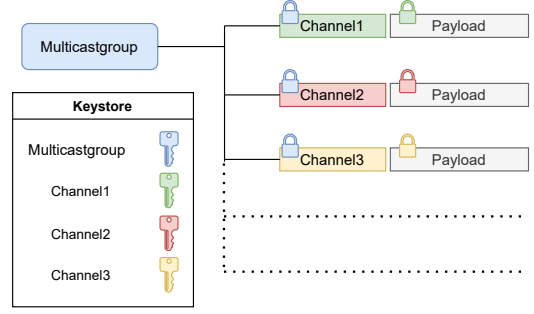 Multicastgroup
Channel1
Payload
Channel2
Payload
Channel3
Payload
Keystore
Multicastgroup
Channel1
Channel2
Channel3